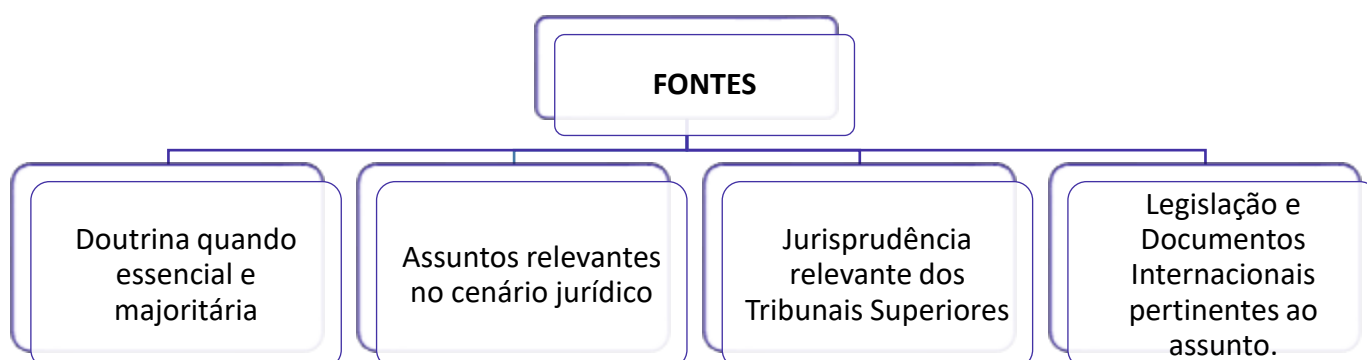 FONTES
Doutrina quando
essencial e
majoritária
Assuntos relevantes
no cenário jurídico
Jurisprudência
relevante dos
Tribunais Superiores
Legislação e
Documentos
Internacionais
pertinentes ao
assunto.